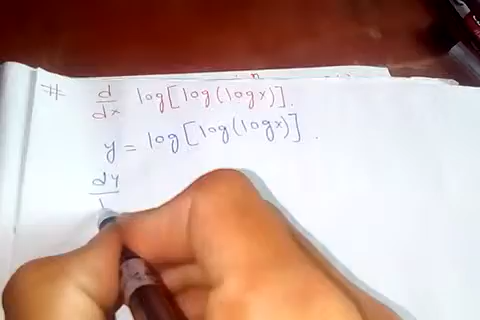 # d/dx log[log(logx)].
y = log[log(logx)].
dy